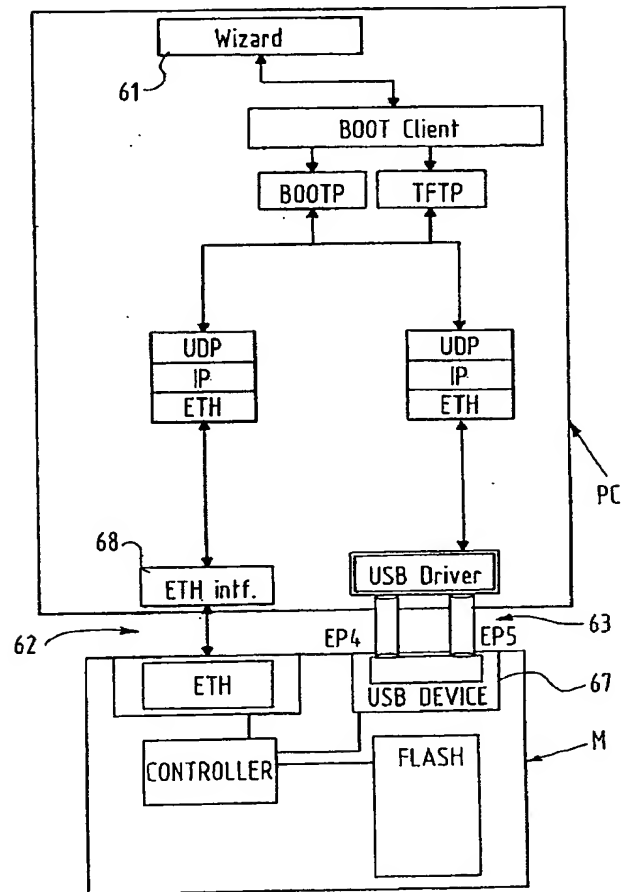 Wizard
61
BOOT Client
BOOTP
TFTP
UDP
IP
ETH
UDP
IP
ETH
PC
68
ETH intf.
USB Driver
62
EP4
EP5
63
ETH
USB DEVICE
67
CONTROLLER
FLASH
M